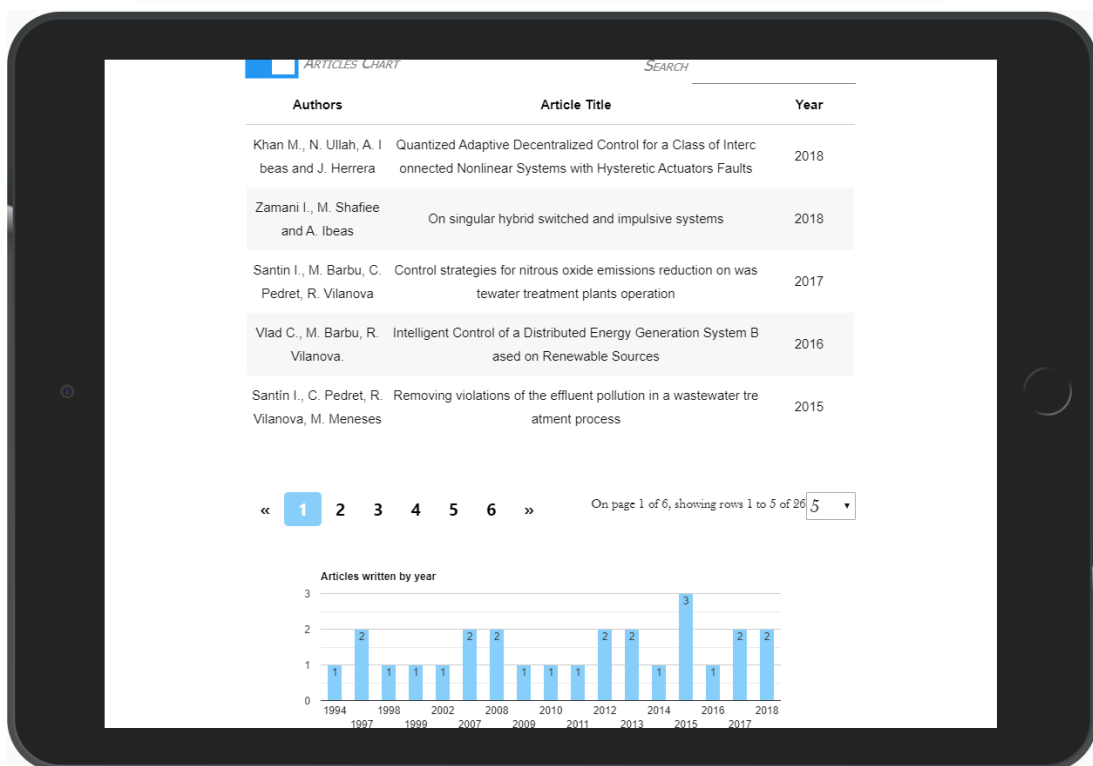 ARTICLES CHART
SEARCH
Authors Article Title Year
Khan M., N. Ullah, A. I Quantized Adaptive Decentralized Control for a Class of Interc
beas and J. Herrera onnected Nonlinear Systems with Hysteretic Actuators Faults 2018
Zamani I., M. Shafiee
and A. Ibeas On singular hybrid switched and impulsive systems 2018
Santin I., M. Barbu, C. Control strategies for nitrous oxide emissions reduction on was
Pedret, R. Vilanova tewater treatment plants operation 2017
Vlad C., M. Barbu, R. Intelligent Control of a Distributed Energy Generation System B
Vilanova. ased on Renewable Sources 2016
Santín I., C. Pedret, R. Removing violations of the effluent pollution in a wastewater tre
Vilanova, M. Meneses atment process 2015
« 1 2 3 4 5 6 » On page 1 of 6, showing rows 1 to 5 of 26 5
Articles written by year
3
2
1
0
1 2 1 1 1 2 2 1 1 1 2 2 1 3 1 2 2
1994 1998 2002 2008 2010 2012 2014 2016 2018
1997 1999 2007 2009 2011 2013 2015 2017